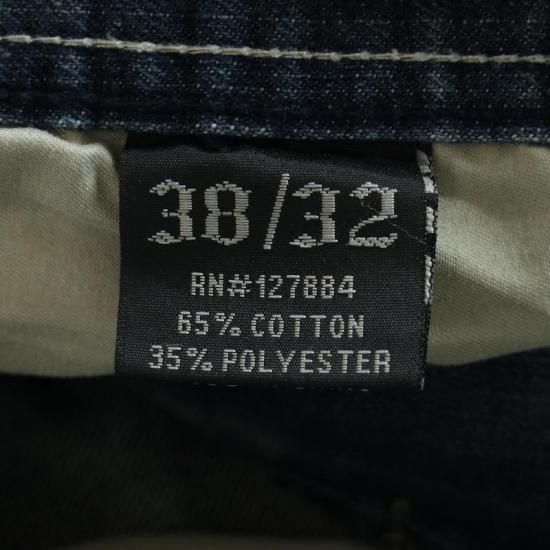 38/32
RN#127884
65% COTTON
35% POLYESTER